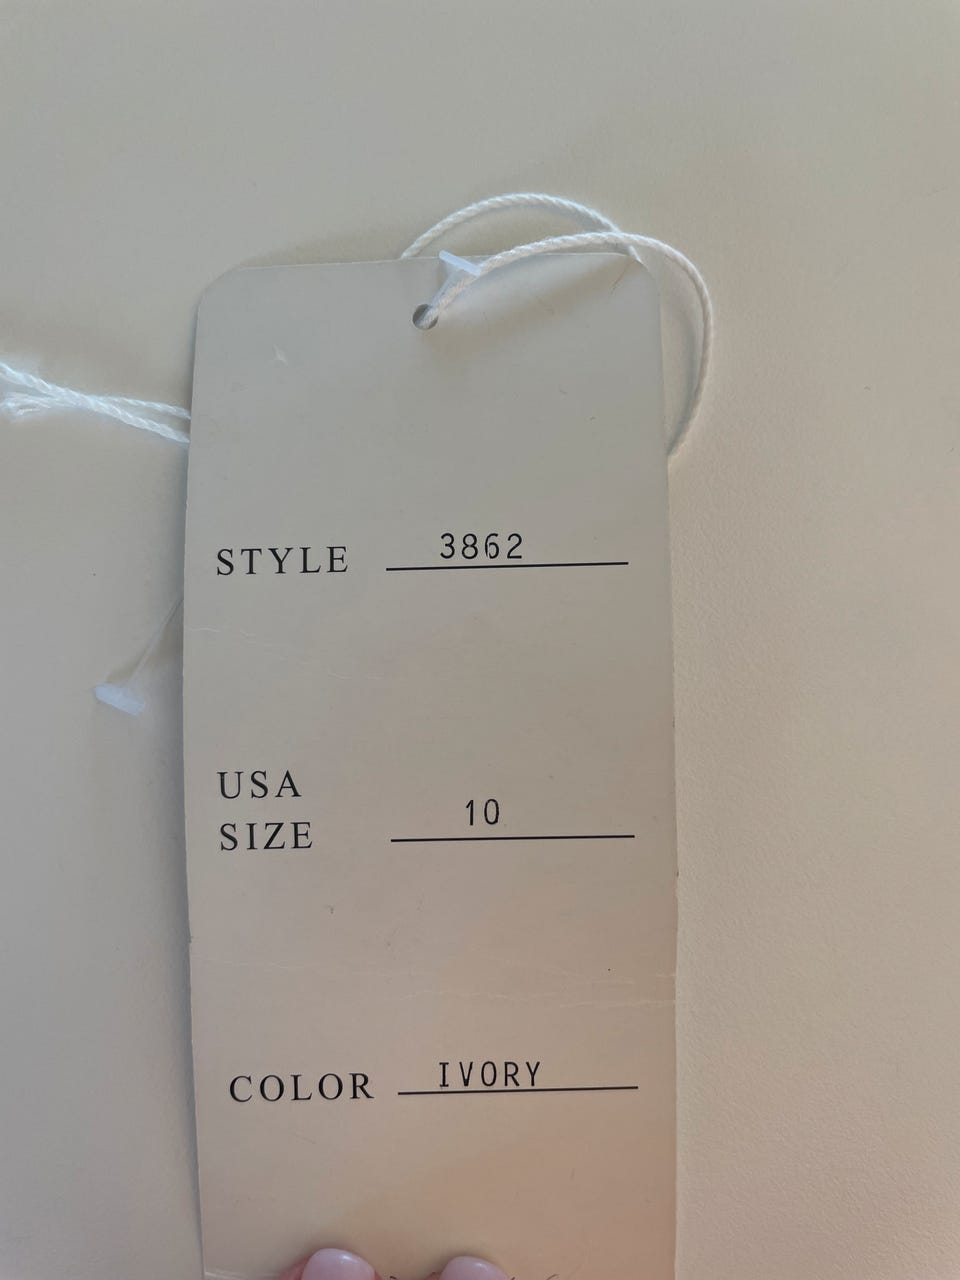 STYLE 3862
USA
SIZE 10
COLOR IVORY